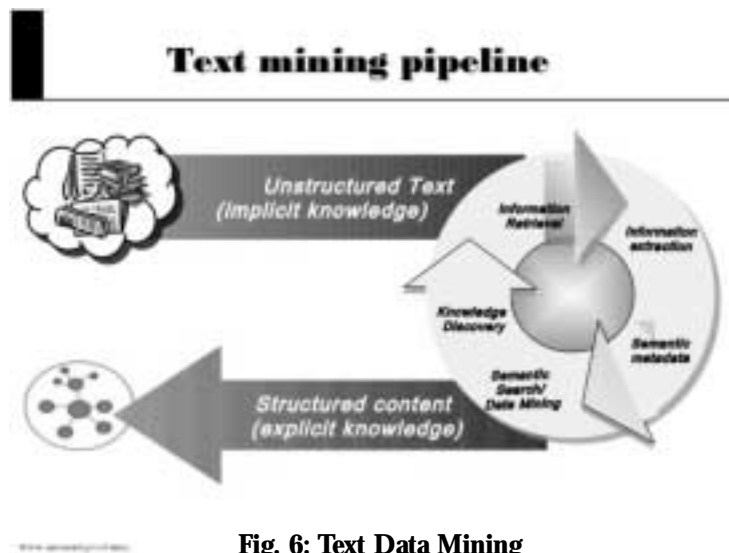 Text mining pipeline
Unstructured Text
(implicit knowledge)
Information
Retrieval
Information
extraction
Knowledge
Discovery
Semantic
metadata
Semantic
Search/
Data Mining
Structured content
(explicit knowledge)
Fig. 6: Text Data Mining